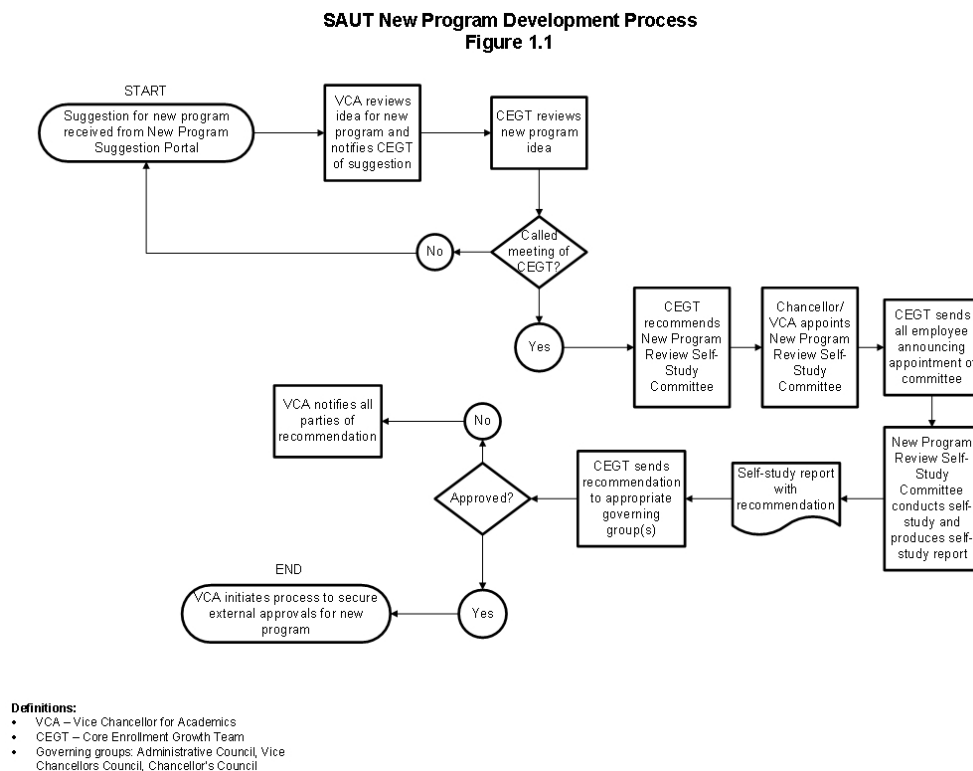 SAUT New Program Development Process
Figure 1.1
START
Suggestion for new program
received from New Program
Suggestion Portal
VCA reviews
idea for new
program and
notifies CEGT
of suggestion
CEGT reviews
new program
idea
Called
meeting of
CEGT?
No
Yes
CEGT
recommends
New Program
Review Self-
Study
Committee
Chancellor/
VCA appoints
New Program
Review Self-
Study
Committee
CEGT sends
all employee
announcing
appointment of
committee
New Program
Review Self-
Study
Committee
conducts self-
study and
produces self-
study report
Self-study report
with
recommendation
CEGT sends
recommendation
to appropriate
governing
group(s)
Approved?
No
VCA notifies all
parties of
recommendation
Yes
END
VCA initiates process to secure
external approvals for new
program
Definitions:
• VCA – Vice Chancellor for Academics
• CEGT – Core Enrollment Growth Team
• Governing groups: Administrative Council, Vice
Chancellors Council, Chancellor's Council